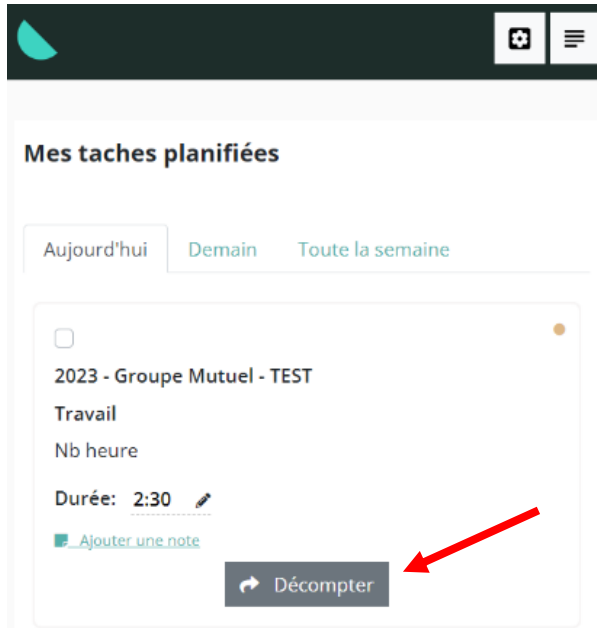 Mes taches planifiées
Aujourd'hui Demain Toute la semaine
2023 - Groupe Mutuel - TEST
Travail
Nb heure
Durée: 2:30
Ajouter une note
Décompter